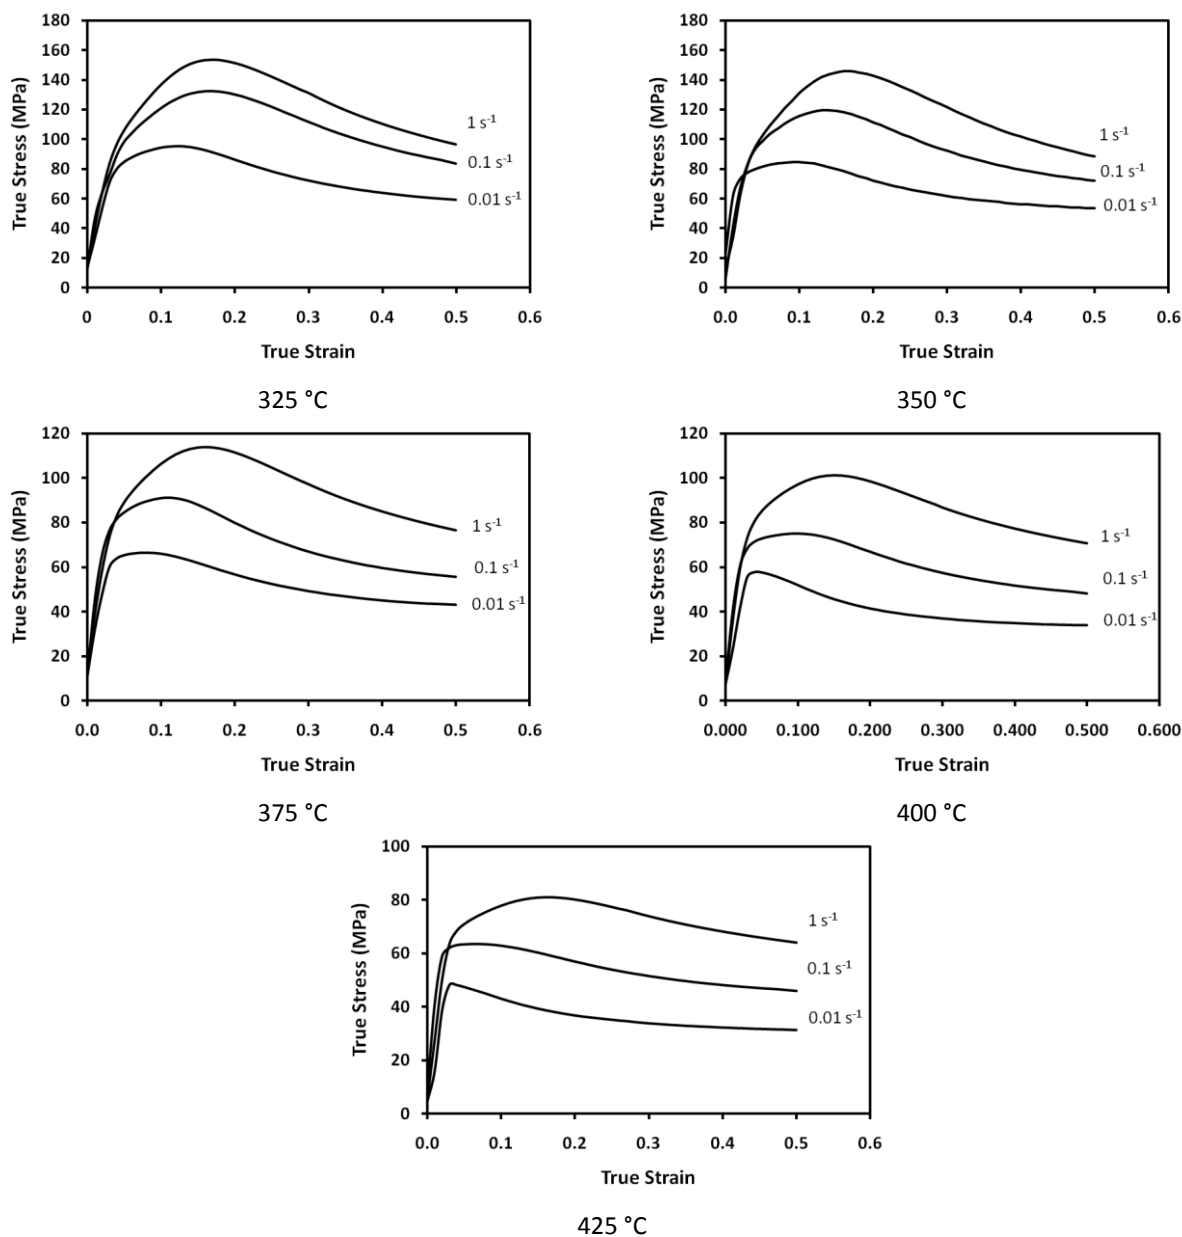 180
160
140
120
100
80
60
40
20
0
True Stress (MPa)
0 0.1 0.2 0.3 0.4 0.5 0.6
True Strain
1 s⁻¹
0.1 s⁻¹
0.01 s⁻¹
325 °C
180
160
140
120
100
80
60
40
20
0
True Stress (MPa)
0.0 0.1 0.2 0.3 0.4 0.5 0.6
True Strain
1 s⁻¹
0.1 s⁻¹
0.01 s⁻¹
350 °C
120
100
80
60
40
20
0
True Stress (MPa)
0.0 0.1 0.2 0.3 0.4 0.5 0.6
True Strain
1 s⁻¹
0.1 s⁻¹
0.01 s⁻¹
375 °C
120
100
80
60
40
20
0
True Stress (MPa)
0.000 0.100 0.200 0.300 0.400 0.500 0.600
True Strain
1 s⁻¹
0.1 s⁻¹
0.01 s⁻¹
400 °C
100
80
60
40
20
0
True Stress (MPa)
0.0 0.1 0.2 0.3 0.4 0.5 0.6
True Strain
1 s⁻¹
0.1 s⁻¹
0.01 s⁻¹
425 °C